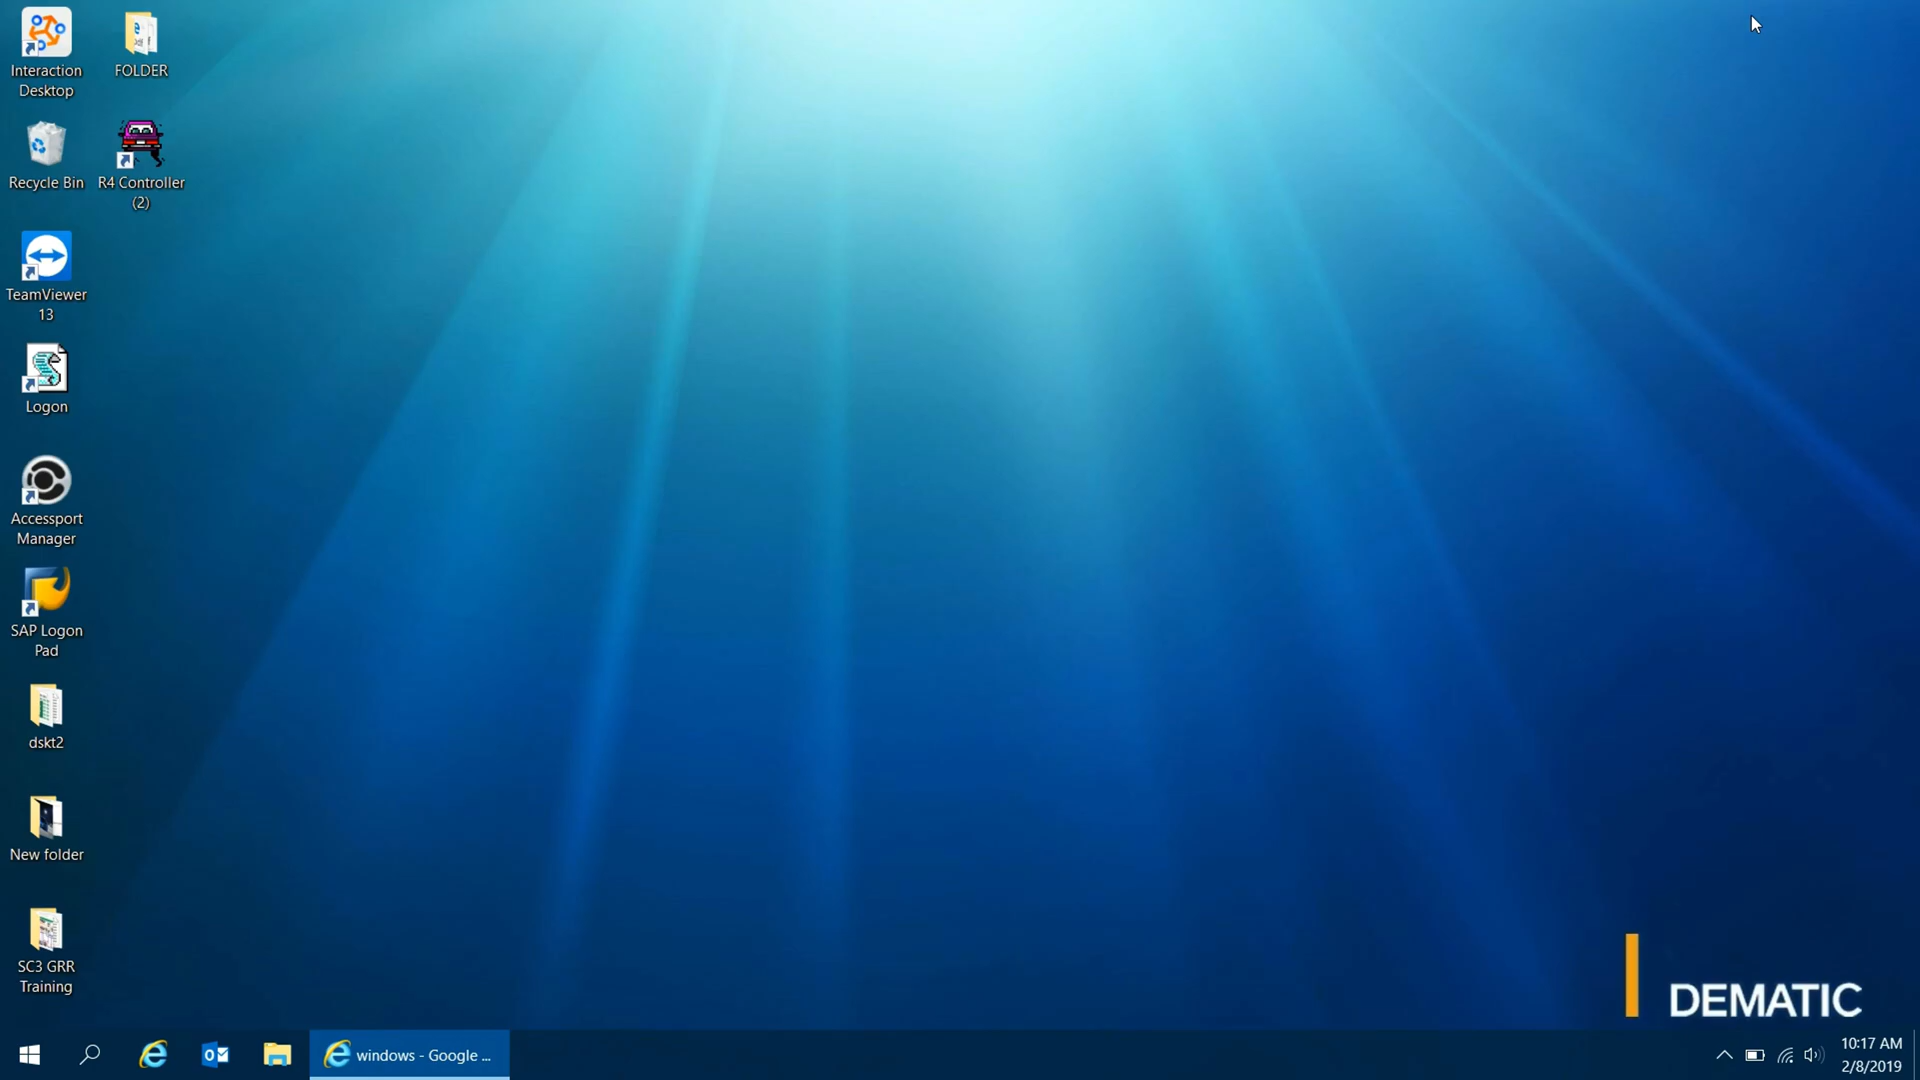 Interaction
Desktop
FOLDER
Recycle Bin
R4 Controller
(2)
TeamViewer
13
Logon
Accessport
Manager
SAP Logon
Pad
dskt2
New folder
SC3 GRR
Training
DEMATIC
windows - Google ...
10:17 AM
2/8/2019